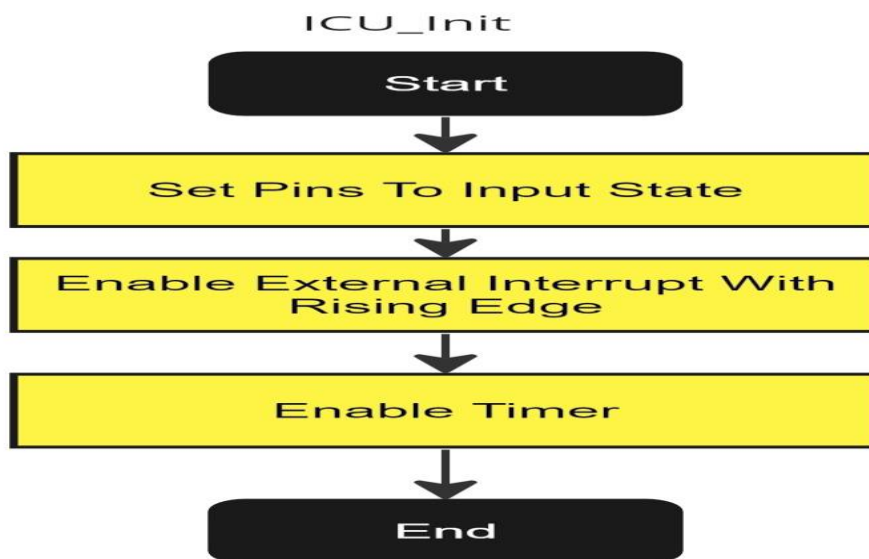 ICU_Init
Start
Set Pins To Input State
Enable External Interrupt With
Rising Edge
Enable Timer
End